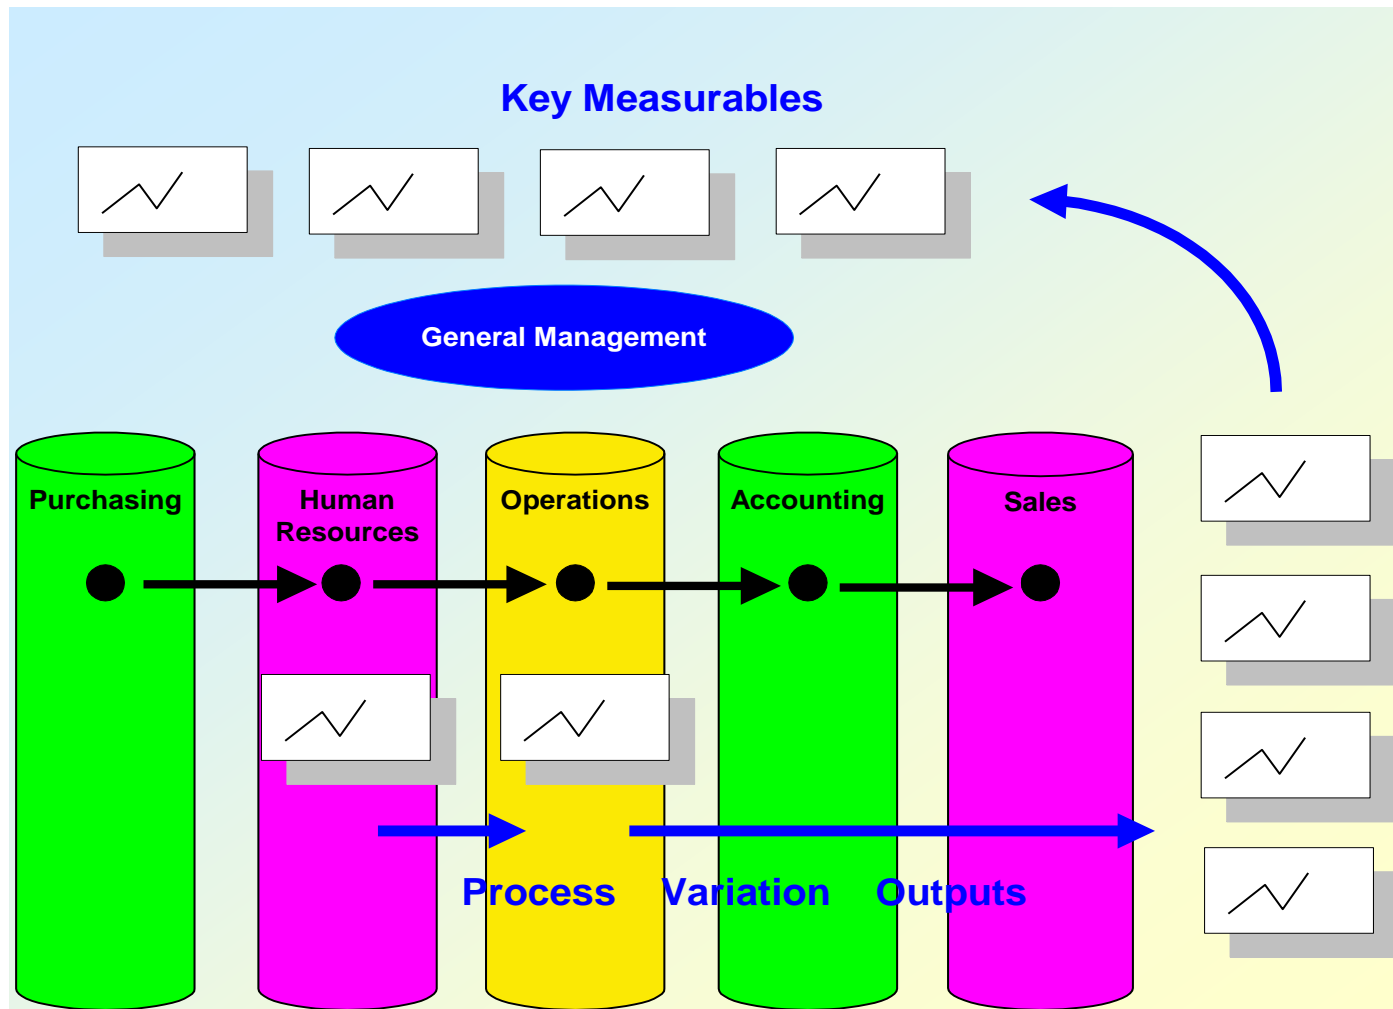 Key Measurables
General Management
Purchasing
Human
Resources
Operations
Accounting
Sales
Process Variation Outputs